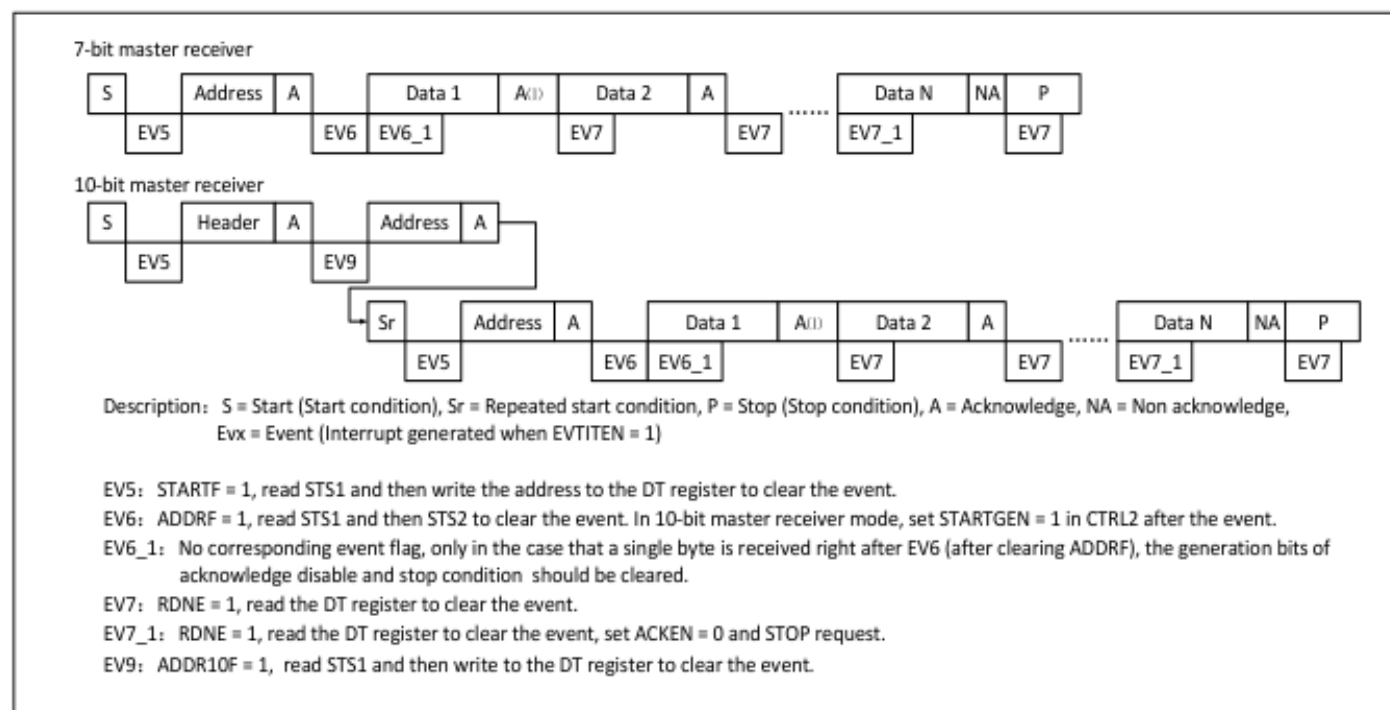 7-bit master receiver
S Address A Data 1 A(1) Data 2 A ...... Data N NA P
EV5 EV6 EV6_1 EV7 EV7 EV7_1 EV7
10-bit master receiver
S Header A Address A
EV5 EV9
Sr Address A Data 1 A(1) Data 2 A ...... Data N NA P
EV5 EV6 EV6_1 EV7 EV7 EV7_1 EV7
Description: S = Start (Start condition), Sr = Repeated start condition, P = Stop (Stop condition), A = Acknowledge, NA = Non acknowledge,
Evx = Event (Interrupt generated when EVTITEN = 1)
EV5: STARTF = 1, read STS1 and then write the address to the DT register to clear the event.
EV6: ADDRF = 1, read STS1 and then STS2 to clear the event. In 10-bit master receiver mode, set STARTGEN = 1 in CTRL2 after the event.
EV6_1: No corresponding event flag, only in the case that a single byte is received right after EV6 (after clearing ADDRF), the generation bits of
acknowledge disable and stop condition should be cleared.
EV7: RDNE = 1, read the DT register to clear the event.
EV7_1: RDNE = 1, read the DT register to clear the event, set ACKEN = 0 and STOP request.
EV9: ADDR10F = 1, read STS1 and then write to the DT register to clear the event.